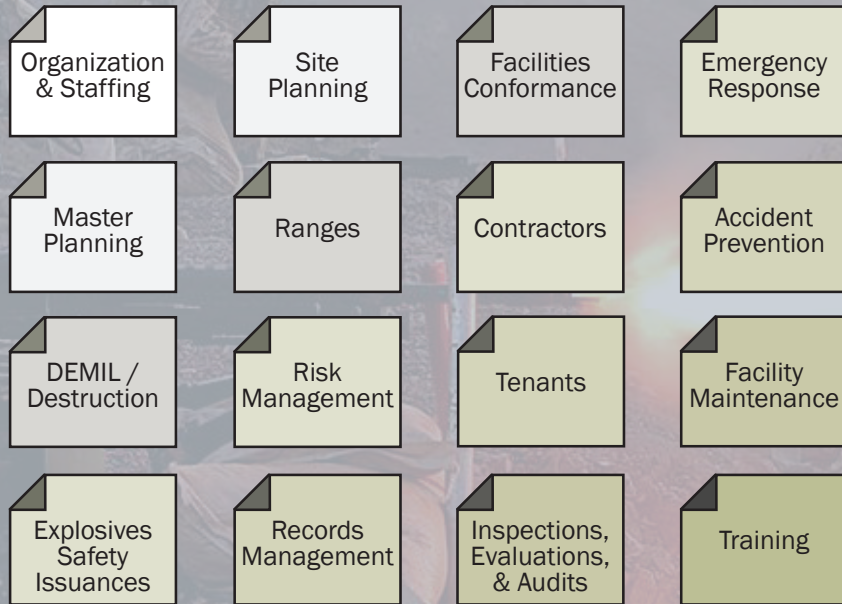 Organization
& Staffing
Site
Planning
Facilities
Conformance
Emergency
Response
Master
Planning
Ranges
Contractors
Accident
Prevention
DEMIL /
Destruction
Risk
Management
Tenants
Facility
Maintenance
Explosives
Safety
Issuances
Records
Management
Inspections,
Evaluations,
& Audits
Training